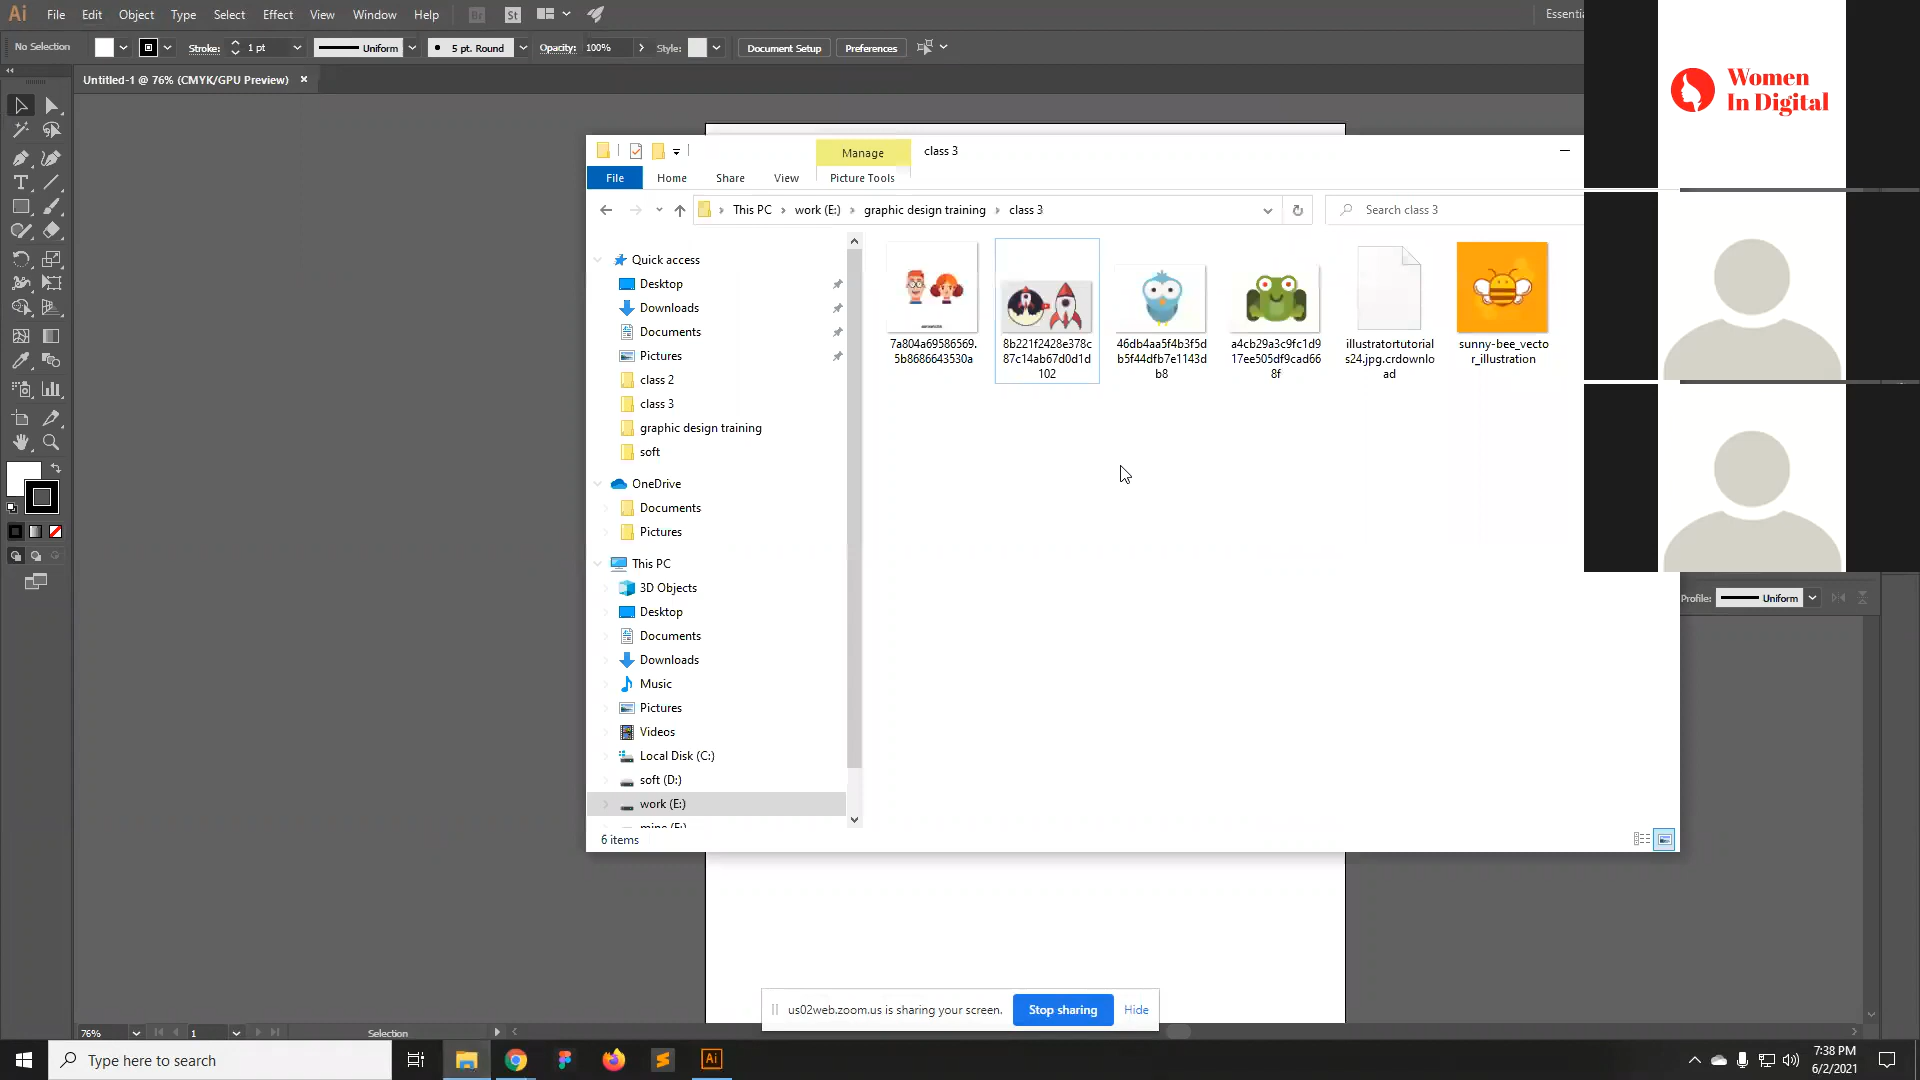 Ai File Edit Object Type Select Effect View Window Help Br St Essentia
No Selection Stroke: 1 pt Uniform 5 pt. Round Opacity: 100% Style: Document Setup Preferences
Untitled-1 @ 76% (CMYK/GPU Preview)
Women
In Digital
Manage class 3
File Home Share View Picture Tools
This PC work (E:) graphic design training class 3 Search class 3
Quick access
Desktop
Downloads
Documents
Pictures
class 2
class 3
graphic design training
soft
OneDrive
Documents
Pictures
This PC
3D Objects
Desktop
Documents
Downloads
Music
Pictures
Videos
Local Disk (C:)
soft (D:)
work (E:)
7a804a69586569.
5b8686643530a
8b221f2428e378c
87c14ab67d0d1d
102
46db4aa5f4b3f5d
b5f44dfb7e1143d
b8
a4cb29a3c9fc1d9
17ee505df9cad66
8f
illustratortutorial
s24.jpg.crdownlo
ad
sunny-bee_vecto
r_illustration
6 items
Profile: Uniform
us02web.zoom.us is sharing your screen. Stop sharing Hide
76% 1 Selection
Type here to search Ai 7:38 PM
6/2/2021